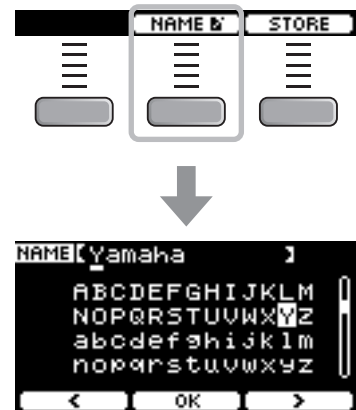 NAME STORE
NAME [Yamaha ]
ABCDEFGHIJKLM
NOPQRSTUVWXYZ
abcdefghijklm
nopqrstuvwxyz
< OK >